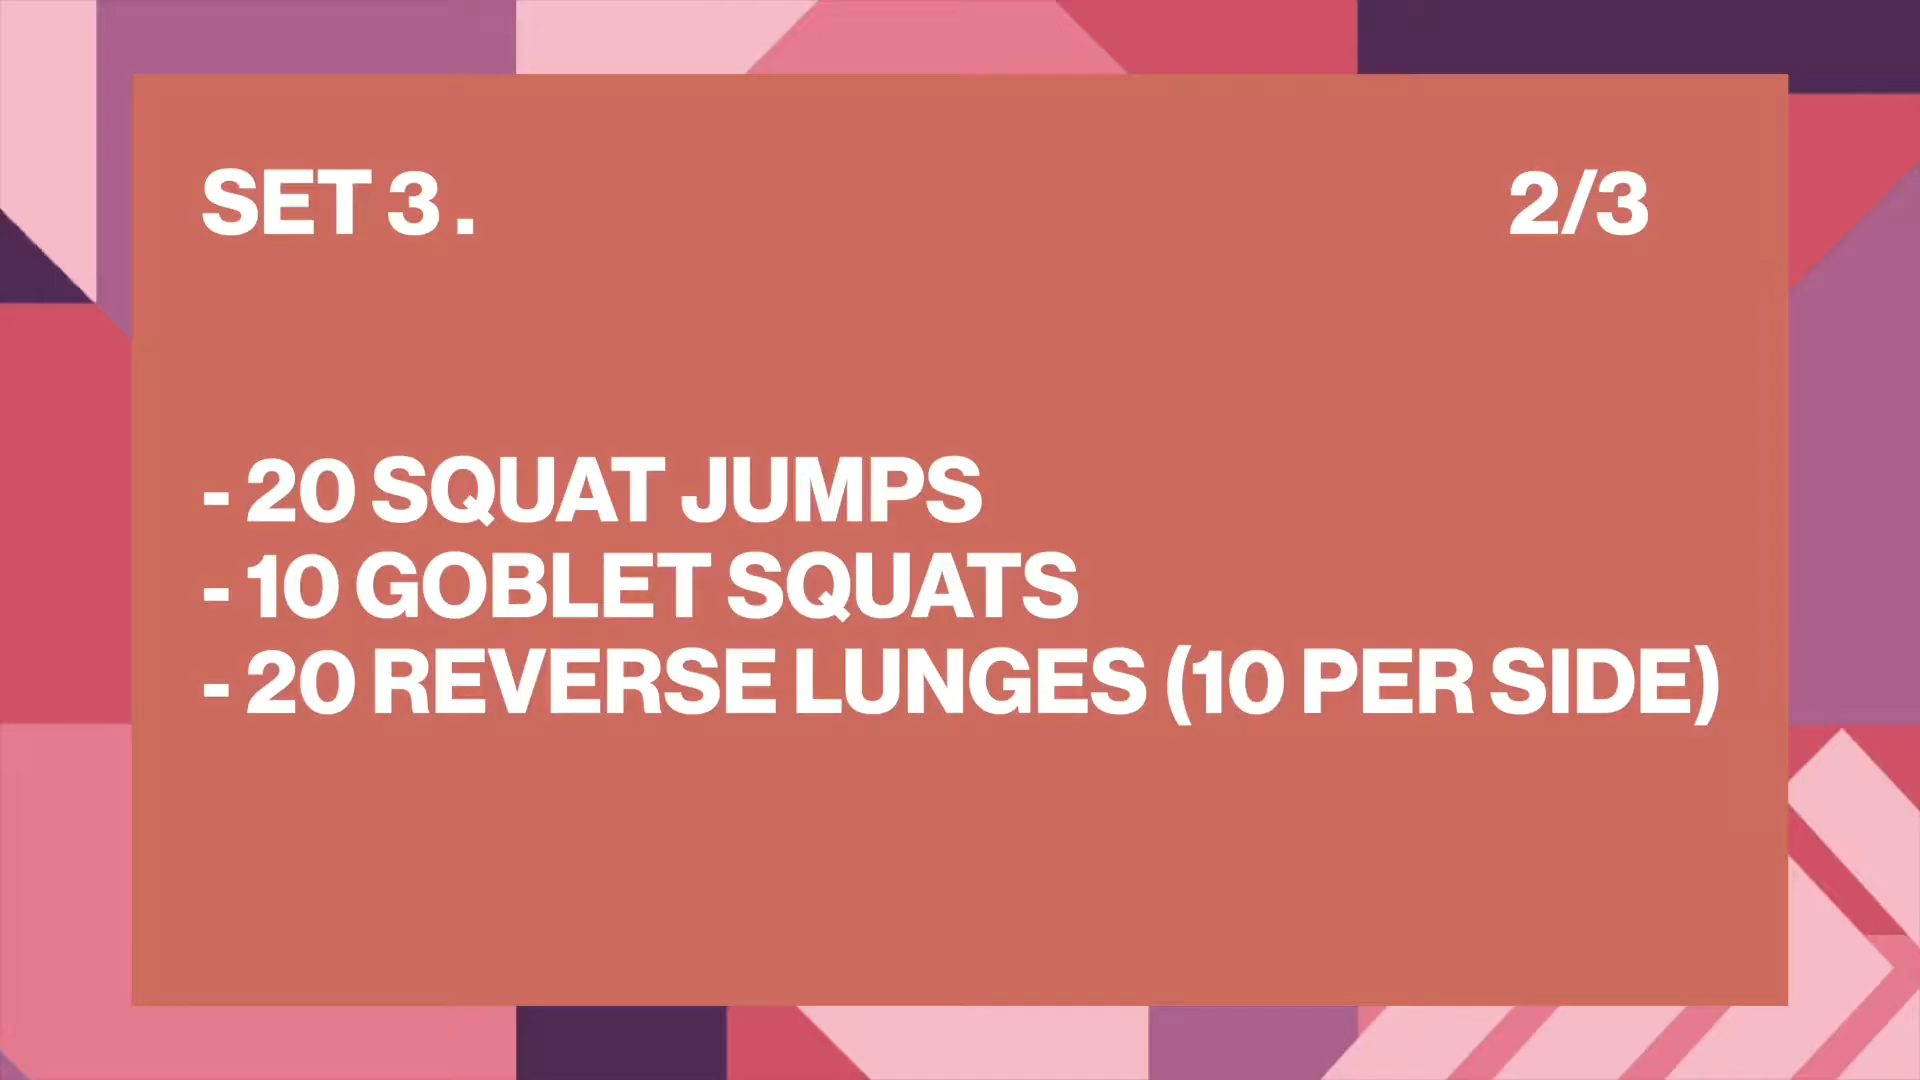 SET 3.
2/3
- 20 SQUAT JUMPS
- 10 GOBLET SQUATS
- 20 REVERSE LUNGES (10 PER SIDE)